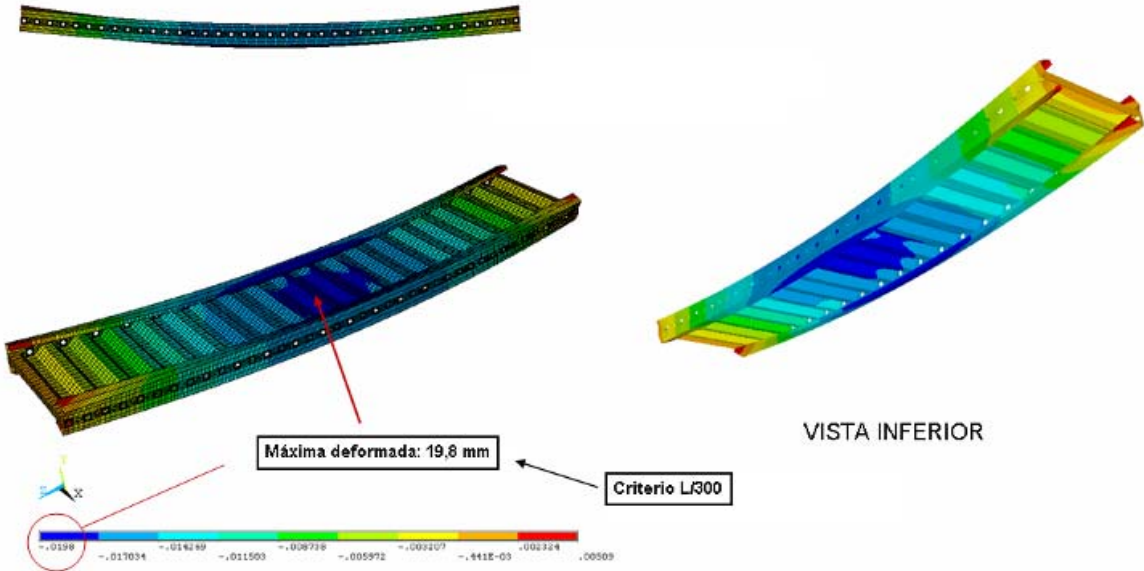 VISTA INFERIOR
Máxima deformada: 19,8 mm
Criterio L/300
Y
Z
X
-.0198
-.017034
-.014269
-.011503
-.008738
-.005972
-.003207
-.441E-03
.002324
.00509